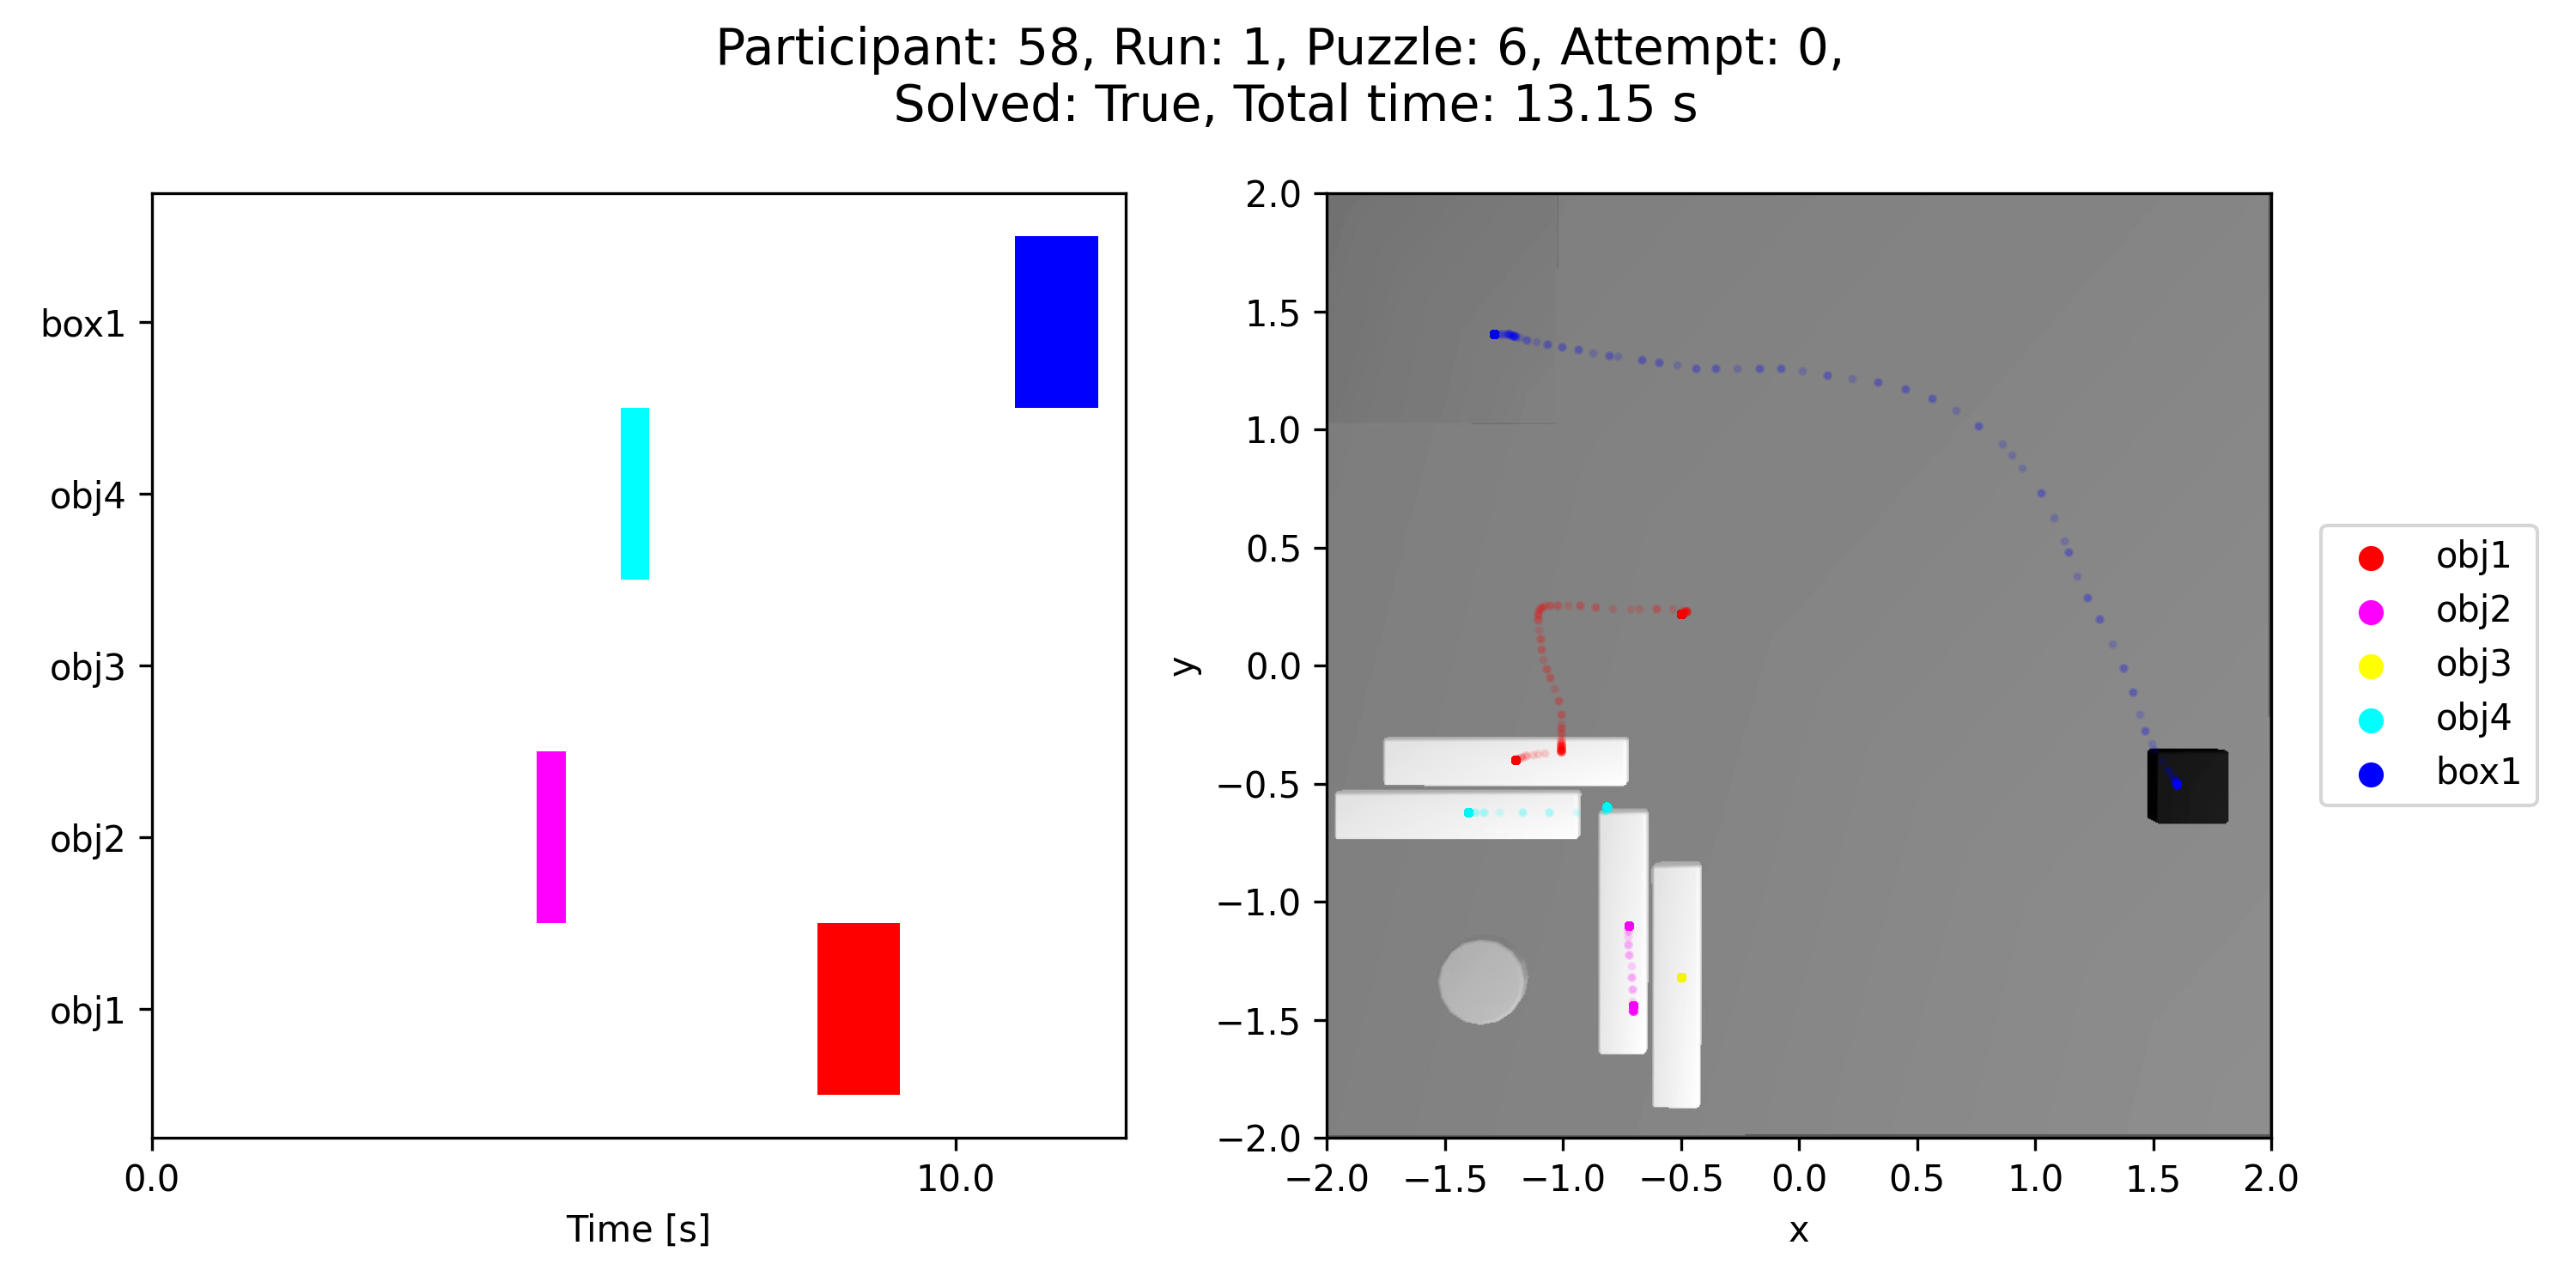 Participant: 58, Run: 1, Puzzle: 6, Attempt: 0,
Solved: True, Total time: 13.15 s
box1
obj4
obj3
obj2
obj1
0.0 10.0
Time [s]
2.0
1.5
1.0
0.5
0.0
−0.5
−1.0
−1.5
−2.0
y
−2.0 −1.5 −1.0 −0.5 0.0 0.5 1.0 1.5 2.0
x
obj1
obj2
obj3
obj4
box1